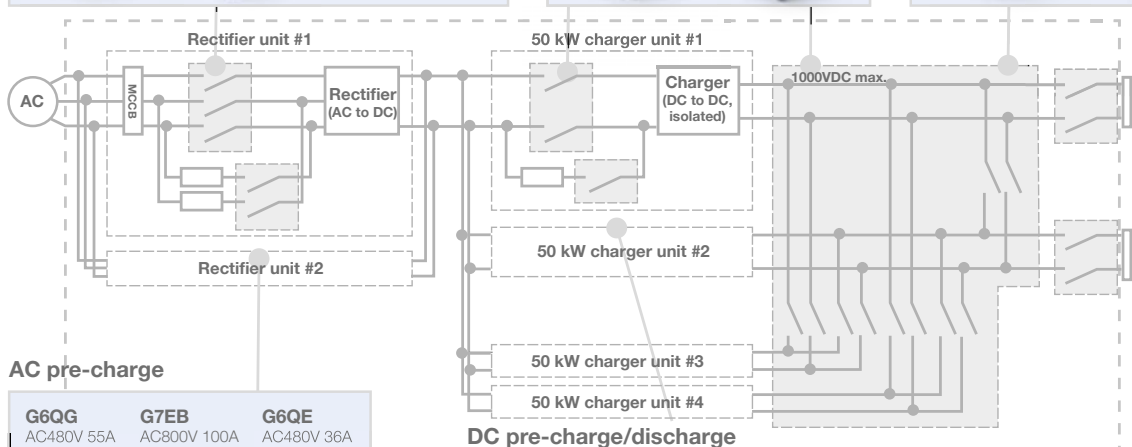 Rectifier unit #1
50 kW charger unit #1
AC
MCCB
Rectifier
(AC to DC)
Charger
(DC to DC,
isolated)
1000VDC max.
50 kW charger unit #2
Rectifier unit #2
50 kW charger unit #3
50 kW charger unit #4
AC pre-charge
G6QG G7EB G6QE
AC480V 55A AC800V 100A AC480V 36A
DC pre-charge/discharge